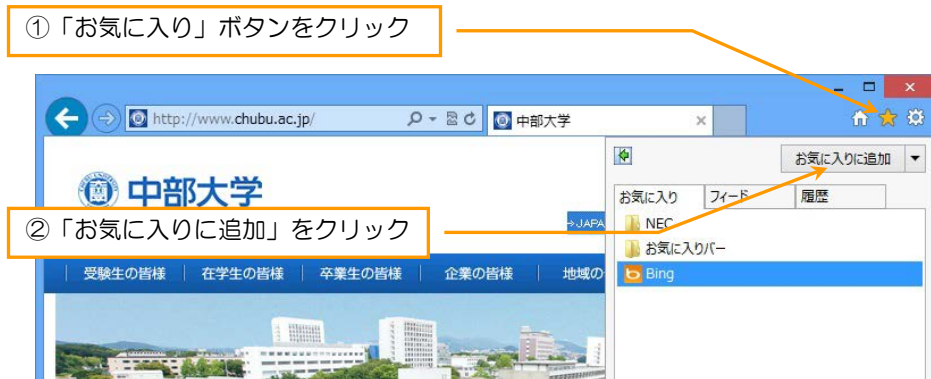 ①「お気に入り」ボタンをクリック
http://www.chubu.ac.jp/
中部大学
お気に入りに追加
中部大学
お気に入り
フィード
履歴
②「お気に入りに追加」をクリック
→JAPA
NEC
お気に入りバー
受験生の皆様
在学生の皆様
卒業生の皆様
企業の皆様
地域の
Bing